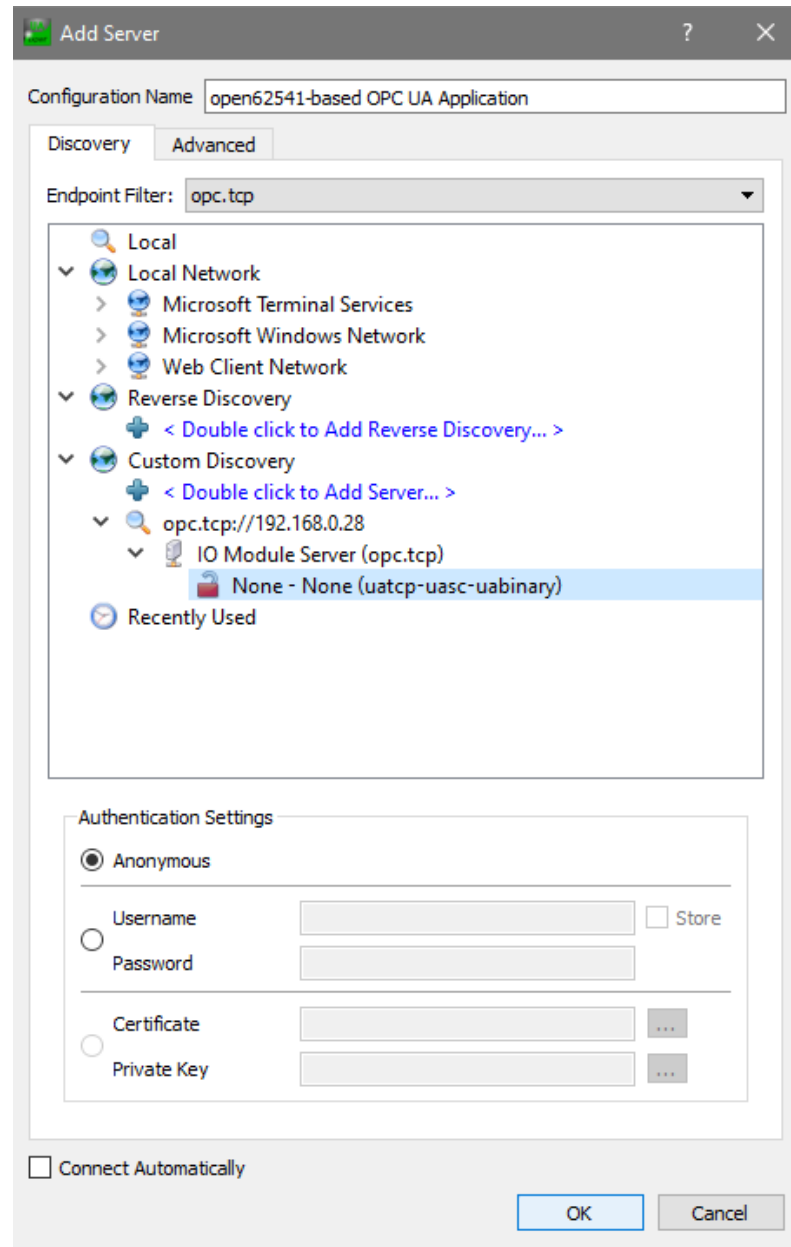 Add Server
?
Configuration Name open62541-based OPC UA Application
Discovery Advanced
Endpoint Filter: opc.tcp
Local
Local Network
Microsoft Terminal Services
Microsoft Windows Network
Web Client Network
Reverse Discovery
< Double click to Add Reverse Discovery... >
Custom Discovery
< Double click to Add Server... >
opc.tcp://192.168.0.28
IO Module Server (opc.tcp)
None - None (uatcp-uasc-uabinary)
Recently Used
Authentication Settings
Anonymous
Username Store
Password
Certificate ...
Private Key ...
Connect Automatically
OK Cancel